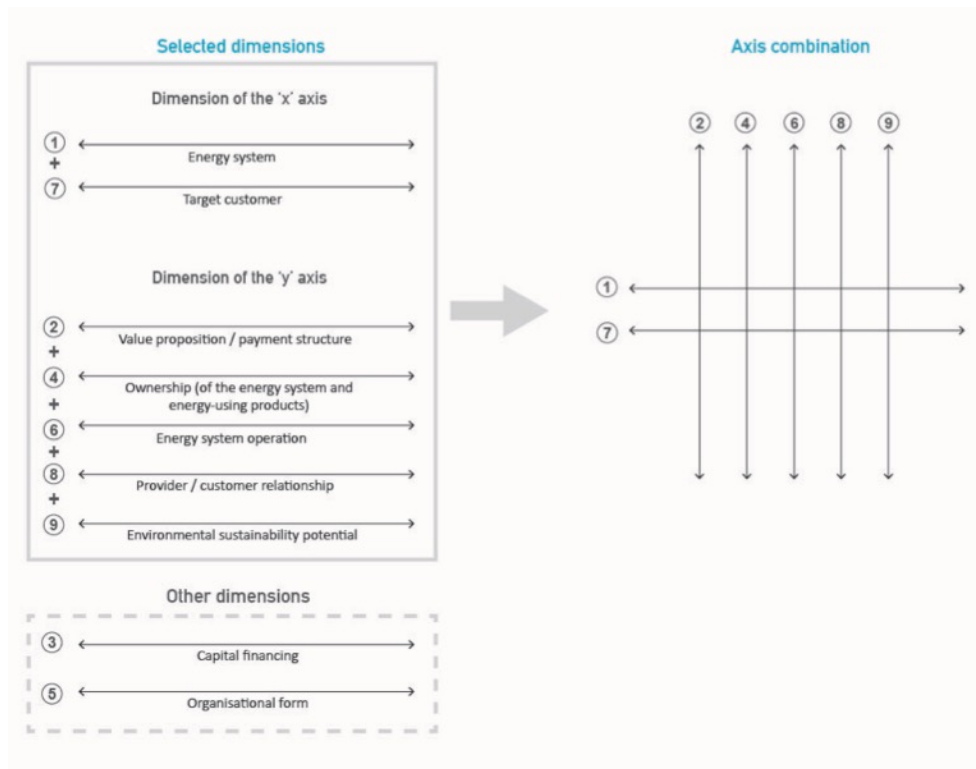 Selected dimensions
Dimension of the 'x' axis
1
Energy system
+
7
Target customer
Dimension of the 'y' axis
2
Value proposition / payment structure
+
4
Ownership (of the energy system and
energy-using products)
+
6
Energy system operation
+
8
Provider / customer relationship
+
9
Environmental sustainability potential
Other dimensions
3
Capital financing
5
Organisational form
Axis combination
2 4 6 8 9
1
7